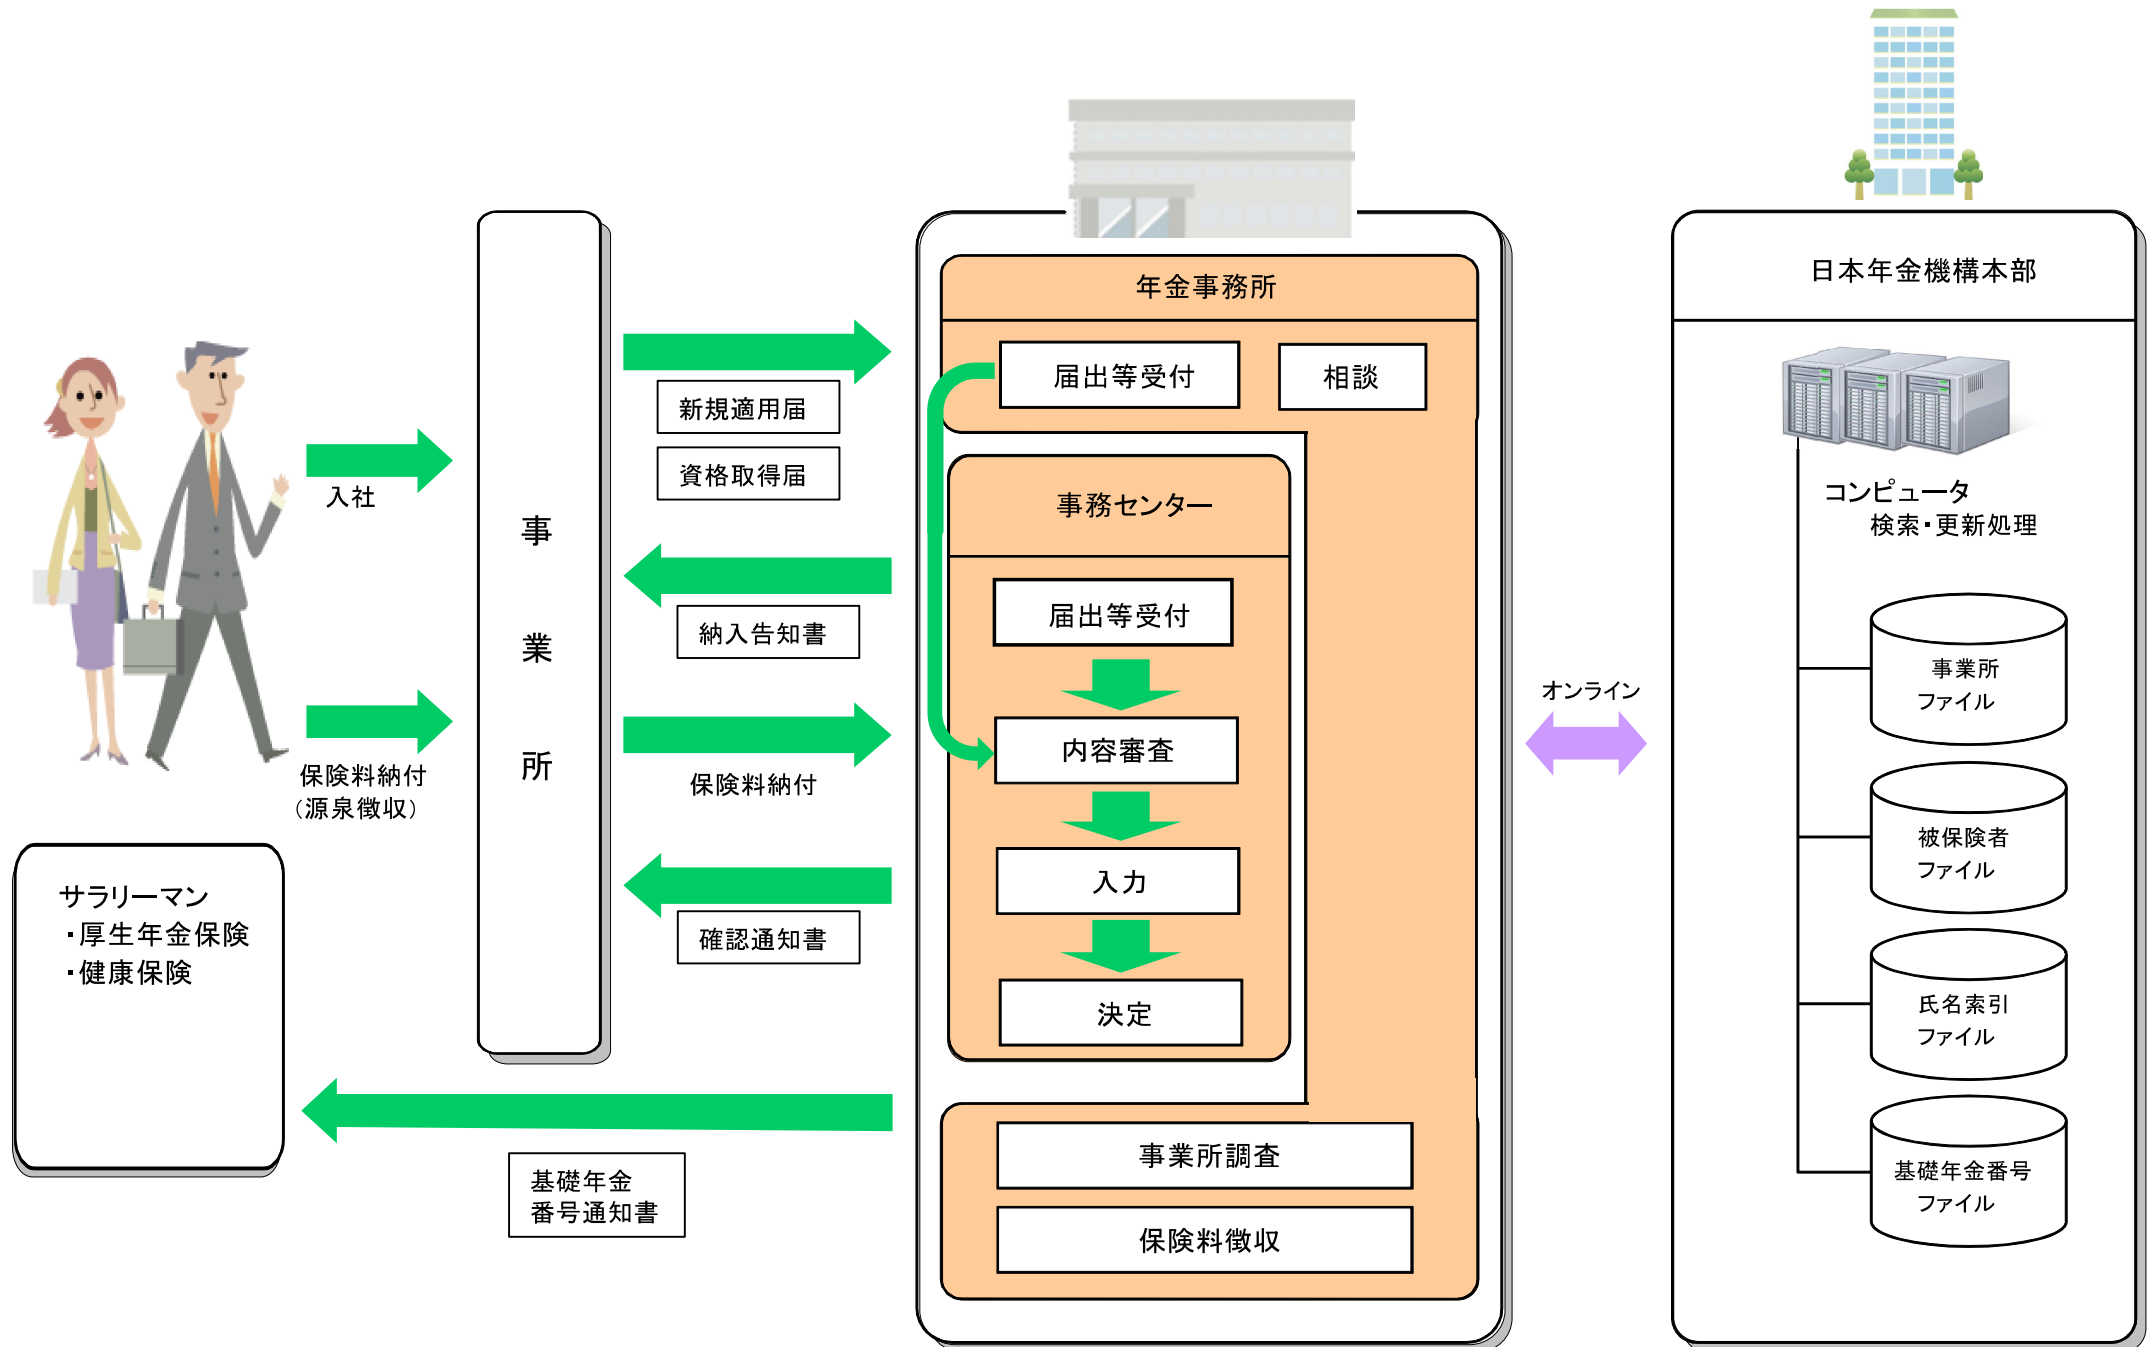 入社
保険料納付
（源泉徴収）
サラリーマン
・厚生年金保険
・健康保険
事
業
所
新規適用届
資格取得届
納入告知書
保険料納付
確認通知書
基礎年金
番号通知書
年金事務所
届出等受付
相談
事務センター
届出等受付
内容審査
入力
決定
事業所調査
保険料徴収
オンライン
日本年金機構本部
コンピュータ
検索・更新処理
事業所
ファイル
被保険者
ファイル
氏名索引
ファイル
基礎年金番号
ファイル